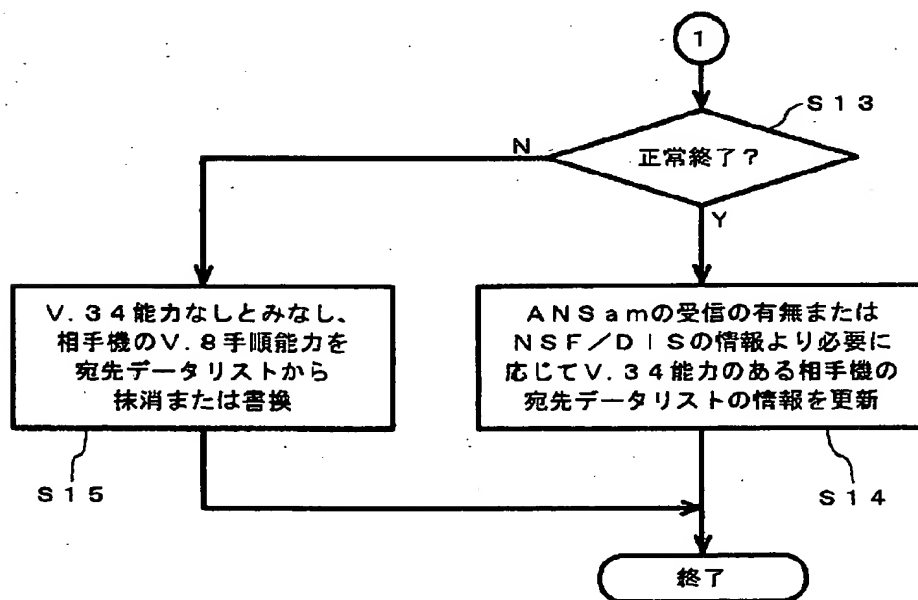 1
S13
正常終了?
N
Y
V.34能力なしとみなし、
相手機のV.8手順能力を
宛先データリストから
抹消または書換
ANSamの受信の有無または
NSF/DISの情報より必要に
応じてV.34能力のある相手機の
宛先データリストの情報を更新
S15
S14
終了